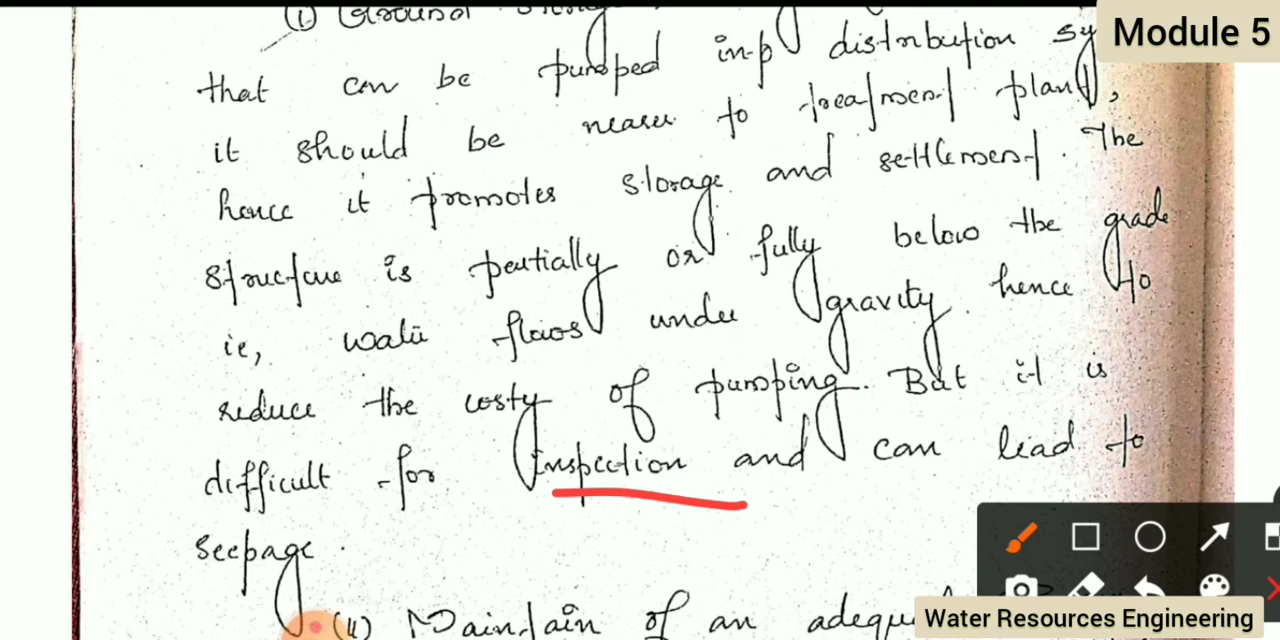 (i) Ground
Module 5
that can be pumped into distribution sy
it should be nearer to treatment plant,
hence it promotes storage and settlement. The
structure is partially or fully below the grade
ie, water flows under gravity hence to
reduce the costy of pumping. But it is
difficult for inspection and can lead to
seepage.
(ii) Maintain of an adequ
Water Resources Engineering